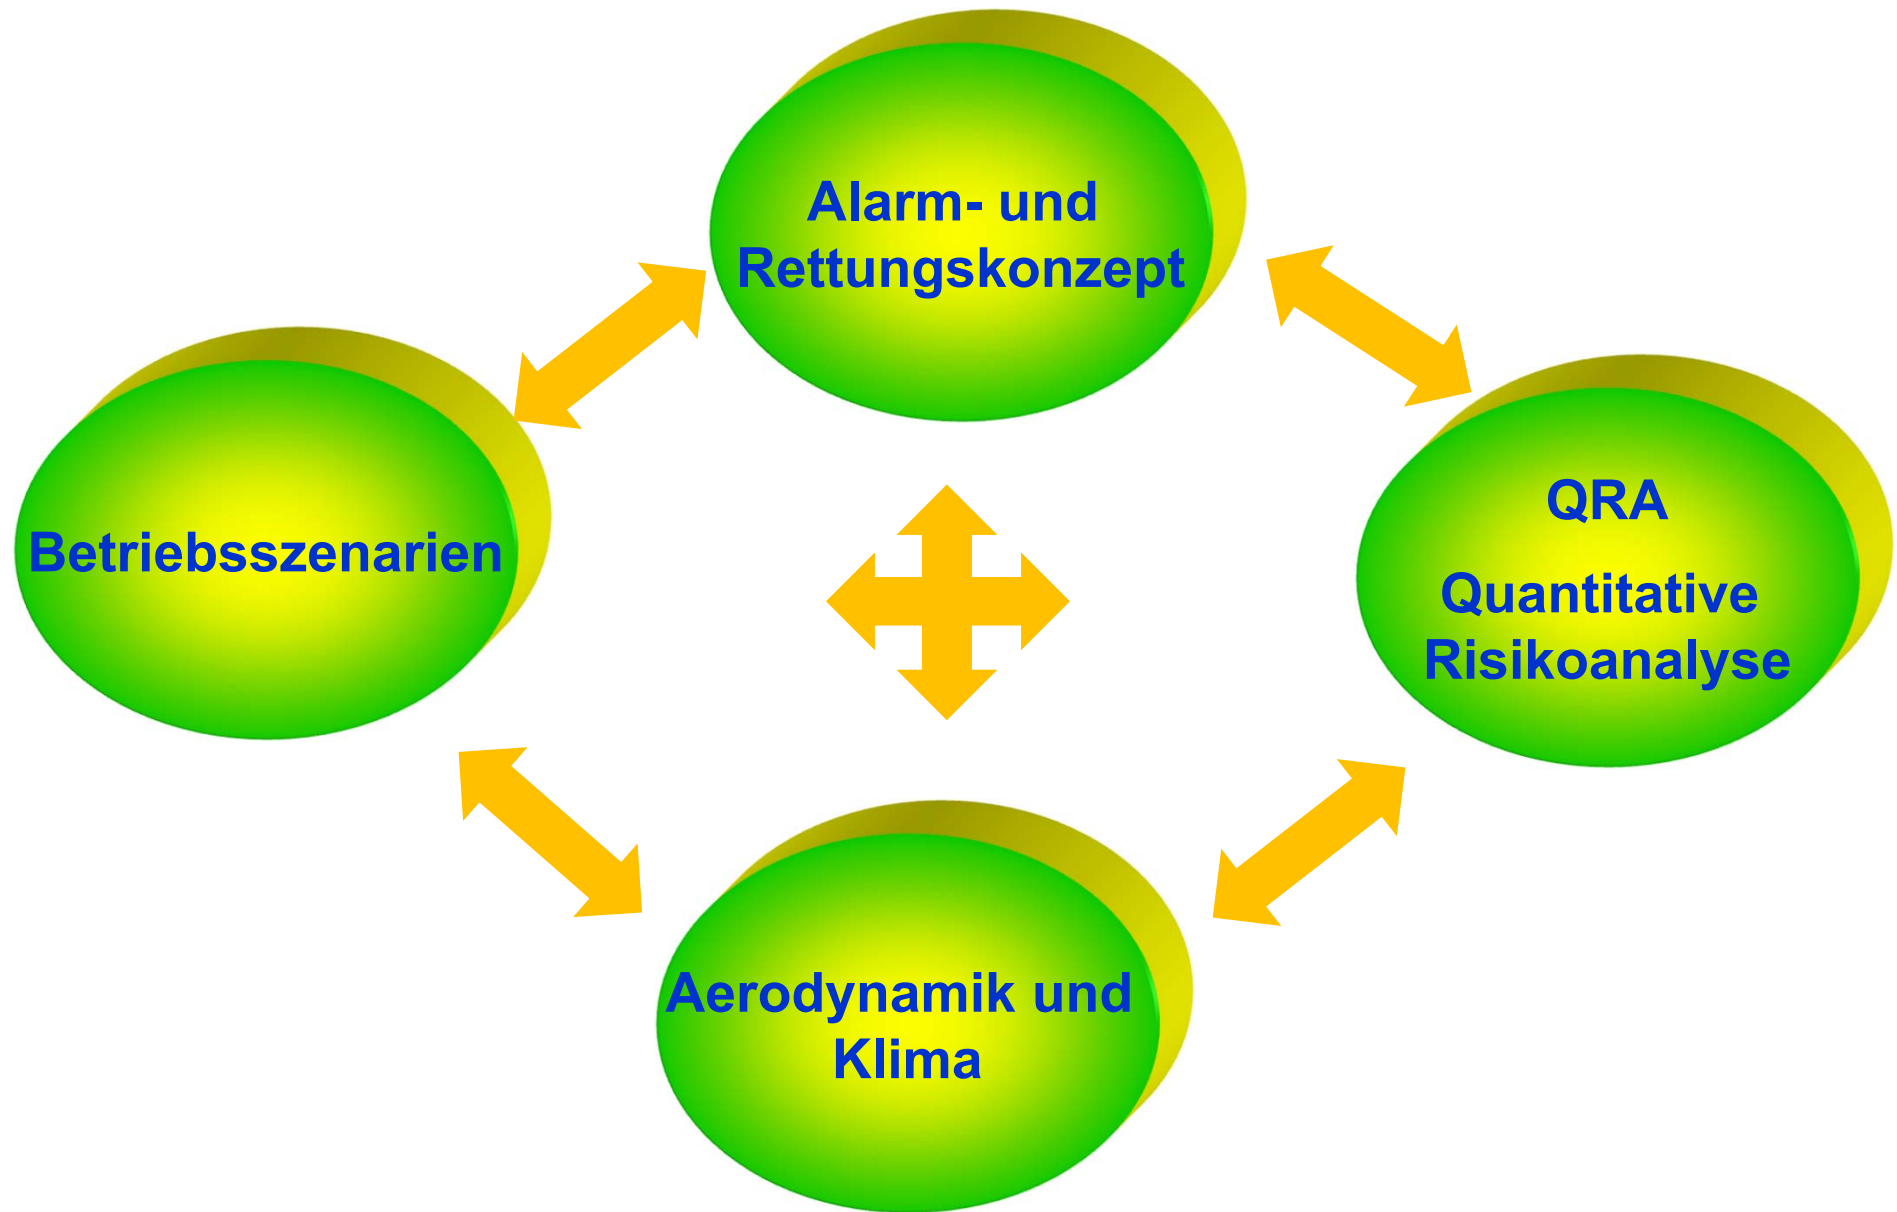 Alarm- und
Rettungskonzept
Betriebsszenarien
QRA
Quantitative
Risikoanalyse
Aerodynamik und
Klima